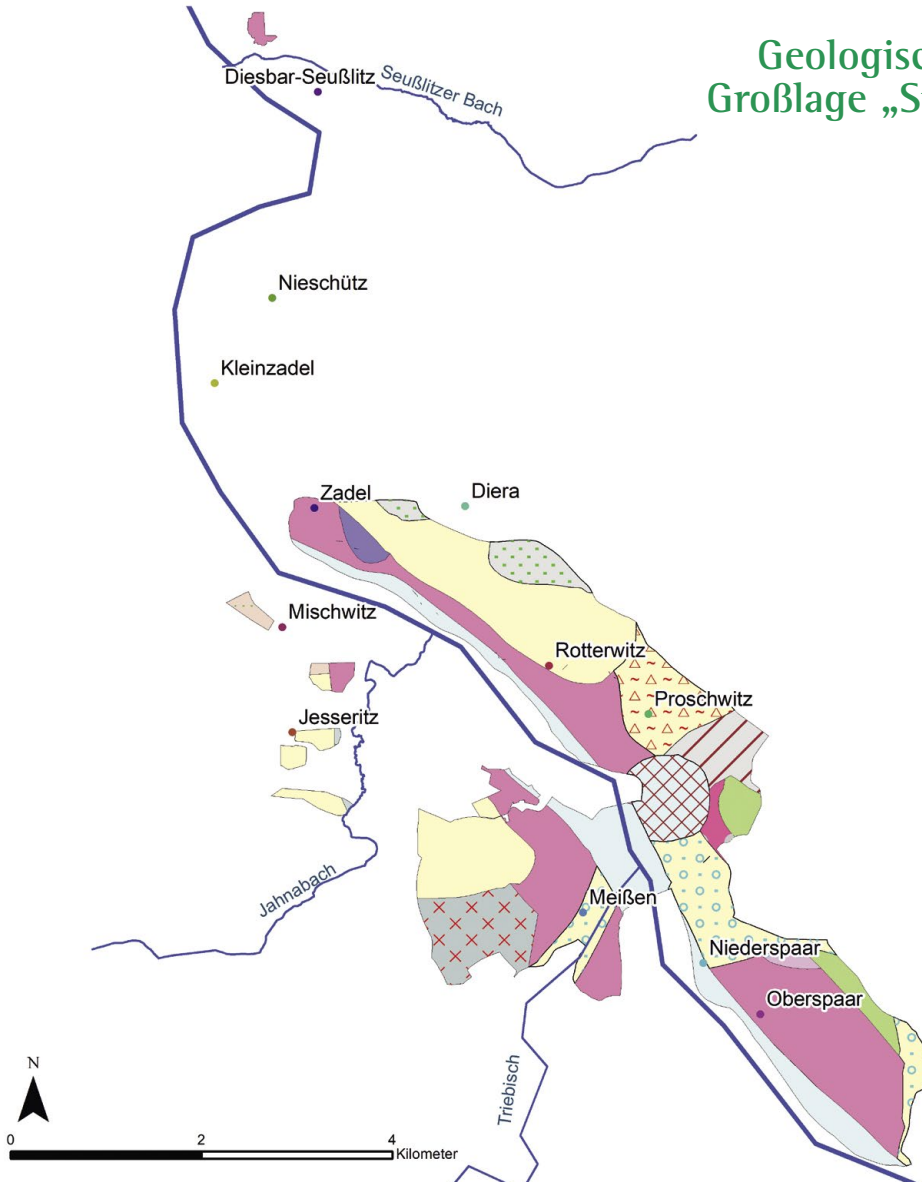 Geologisc
Großlage „S
Diesbar-Seußlitz
Seußlitzer Bach
Nieschütz
Kleinzadel
Zadel
Diera
Mischwitz
Rotterwitz
Proschwitz
Jesseritz
Jahnabach
Meißen
Niederspaar
Oberspaar
Triebisch
N
0 2 4
Kilometer